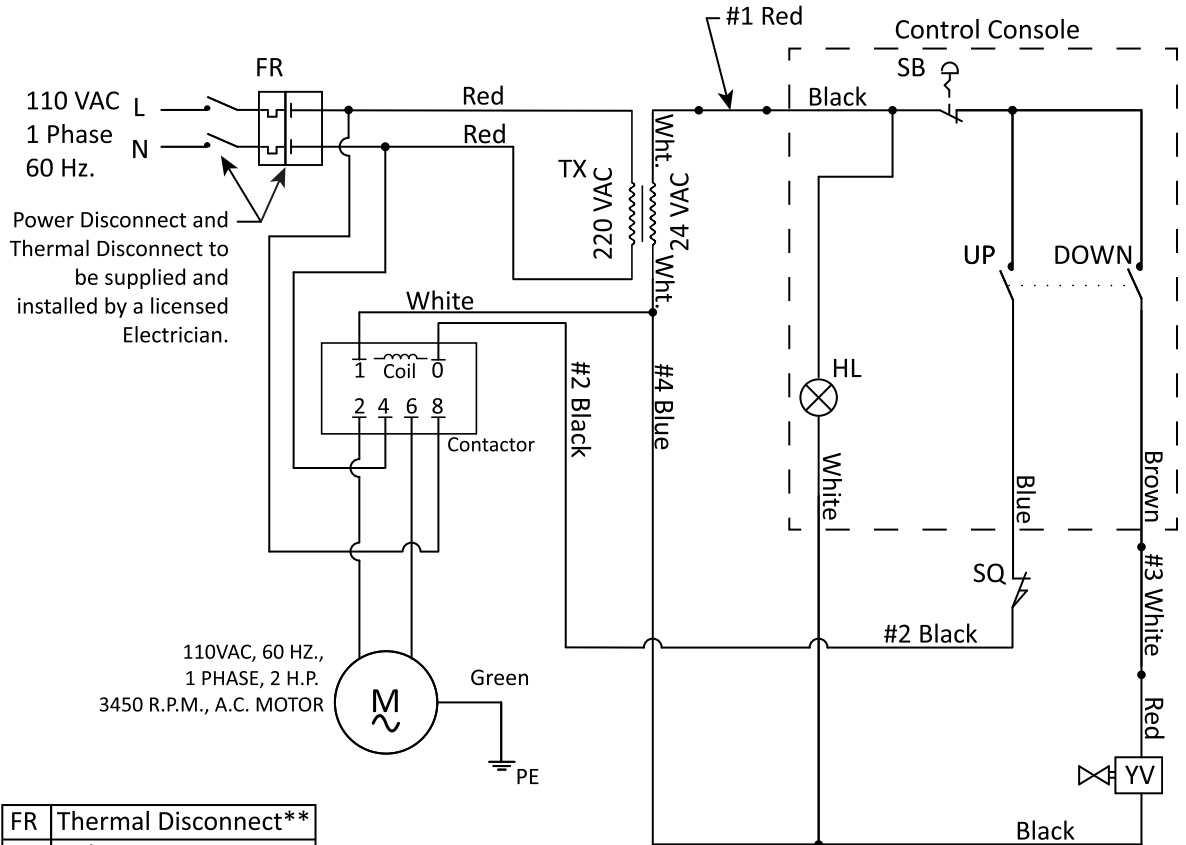 #1 Red
Control Console
FR
SB
110 VAC L
1 Phase
60 Hz.
N
Red
Red
Black
Wht.
TX
220 VAC
24 VAC
Wht.
Power Disconnect and
Thermal Disconnect to
be supplied and
installed by a licensed
Electrician.
UP
DOWN
White
1
Coil
0
2 4 6 8
Contactor
#2 Black
#4 Blue
HL
White
Blue
Brown
SQ
#3 White
#2 Black
110VAC, 60 HZ.,
1 PHASE, 2 H.P.
3450 R.P.M., A.C. MOTOR
M
Green
PE
Red
YV
Black
FR Thermal Disconnect**